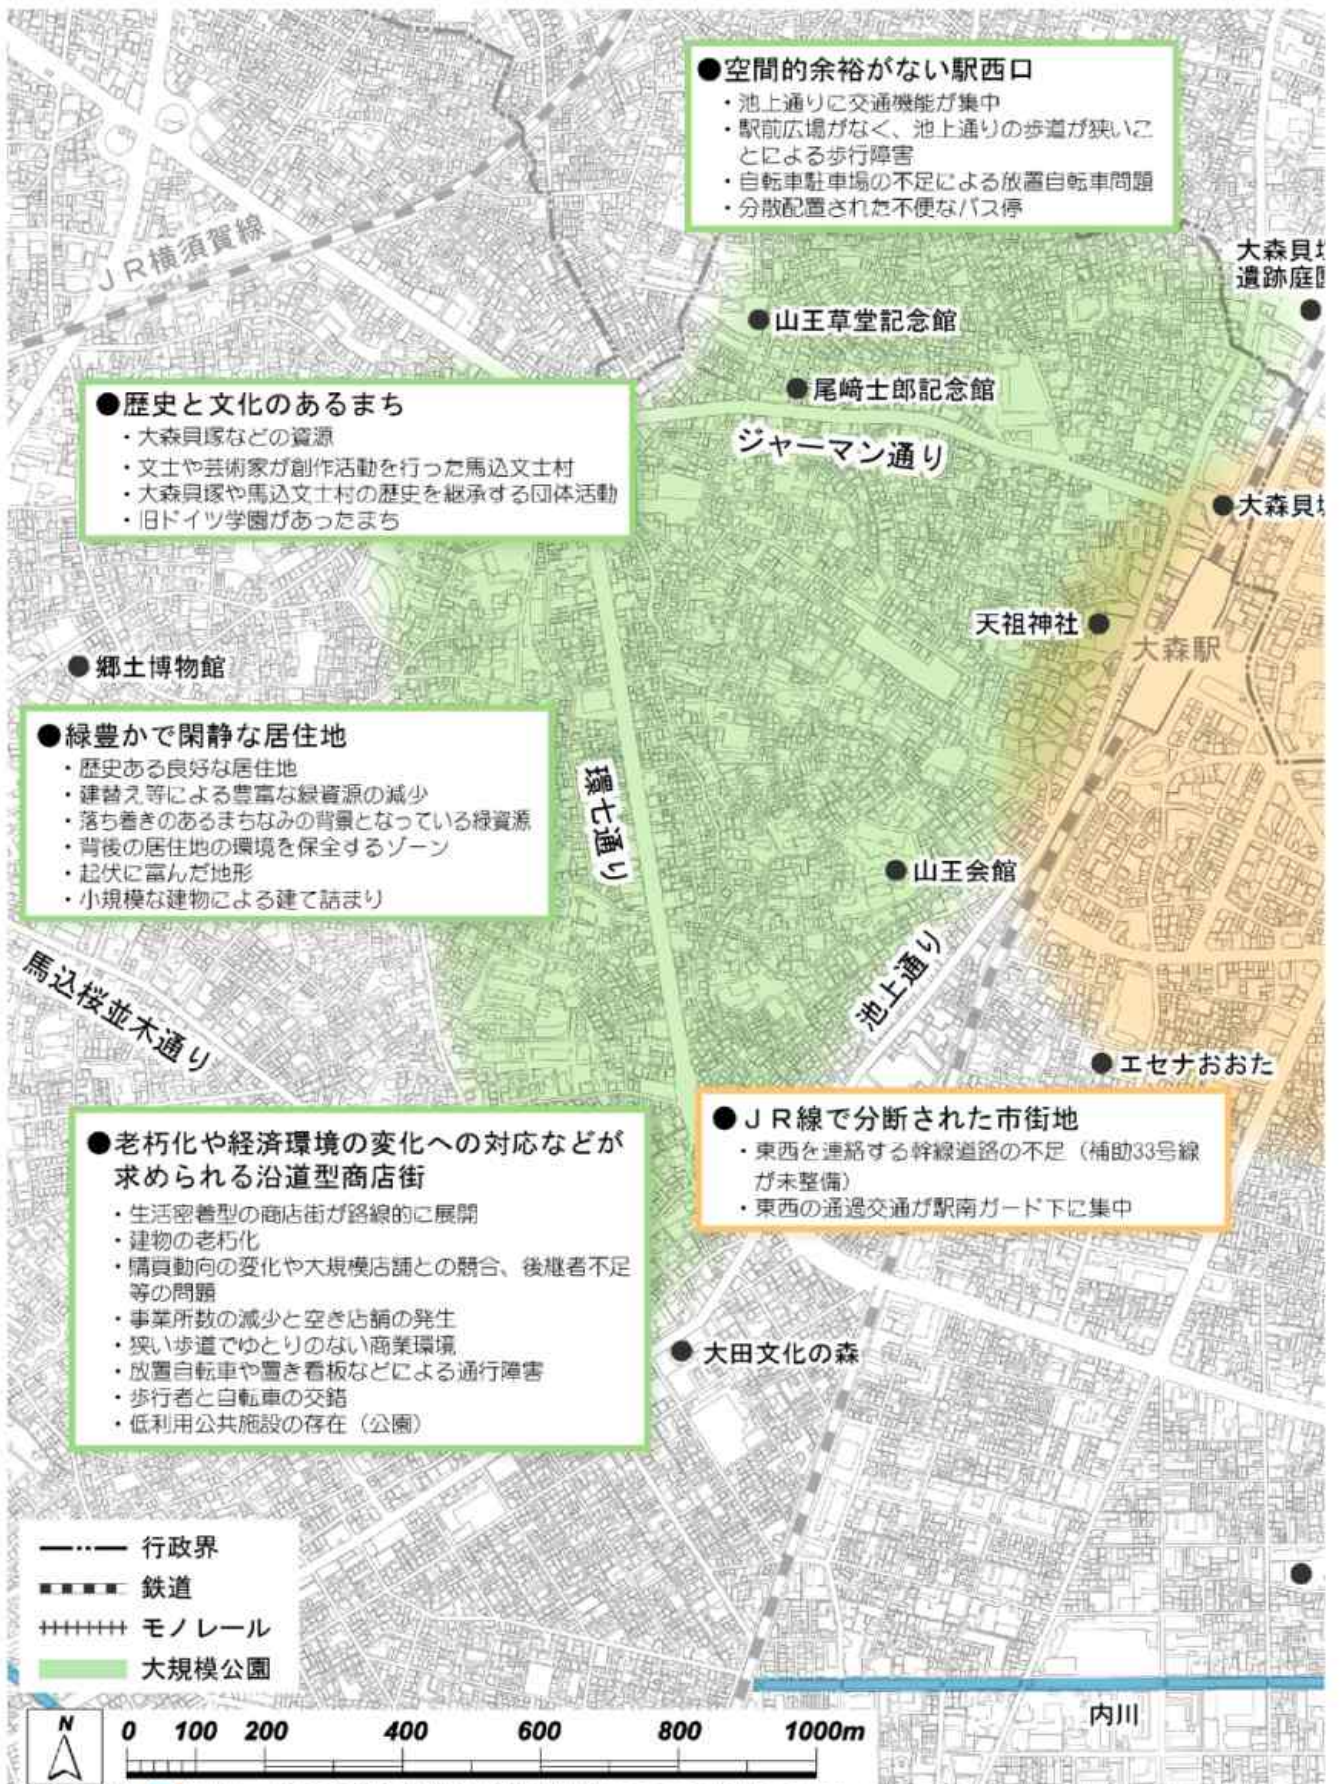 ●空間的余裕がない駅西口
・池上通りに交通機能が集中
・駅前広場がなく、池上通りの歩道が狭いこ
とによる歩行障害
・自転車駐車場の不足による放置自転車問題
・分散配置された不便なバス停
JR横須賀線
大森貝
遺跡庭
山王草堂記念館
尾﨑士郎記念館
ジャーマン通り
●歴史と文化のあるまち
・大森貝塚などの資源
・文士や芸術家が創作活動を行った馬込文士村
・大森貝塚や馬込文士村の歴史を継承する団体活動
・旧ドイツ学園があったまち
大森貝
天祖神社
大森駅
郷土博物館
●緑豊かで閑静な居住地
・歴史ある良好な居住地
・建替え等による豊富な緑資源の減少
・落ち着きのあるまちなみの背景となっている緑資源
・背後の居住地の環境を保全するゾーン
・起伏に富んだ地形
・小規模な建物による建て詰まり
環七通り
山王会館
池上通り
馬込桜並木通り
エセナおおた
●JR線で分断された市街地
・東西を連絡する幹線道路の不足（補助33号線
が未整備）
・東西の通過交通が駅南ガード下に集中
●老朽化や経済環境の変化への対応などが
求められる沿道型商店街
・生活密着型の商店街が路線的に展開
・建物の老朽化
・購買動向の変化や大規模店舗との競合、後継者不足
等の問題
・事業所数の減少と空き店舗の発生
・狭い歩道でゆとりのない商業環境
・放置自転車や置き看板などによる通行障害
・歩行者と自転車の交錯
・低利用公共施設の存在（公園）
大田文化の森
行政界
鉄道
モノレール
大規模公園
内川
N
0 100 200 400 600 800 1000m